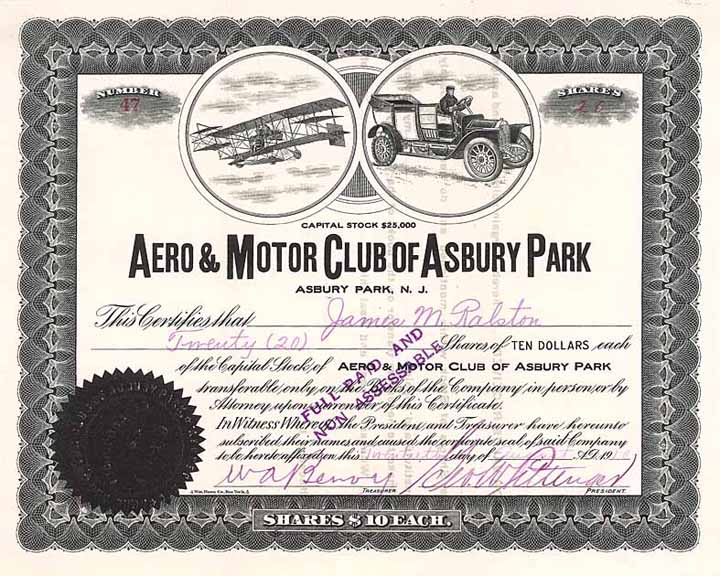 NUMBER
47
SHARES
20
CAPITAL STOCK $25,000
AERO & MOTOR CLUB OF ASBURY PARK
ASBURY PARK, N. J.
This Certifies that James M. Ralston
Twenty (20) Shares, of TEN DOLLARS, each
of the Capital Stock, of AERO & MOTOR CLUB OF ASBURY PARK
transferable, only, on the Books, of the Company, in person, or by
Attorney, upon surrender of this Certificate.
FULL PAID AND
NON ASSESSABLE
In Witness Whereof, The President, and Treasurer have hereunto
subscribed their names and caused the corporate seal, of said Company
to be hereto affixed on this day of A.D. 1910
TREASURER
PRESIDENT.
SHARES $10 EACH.